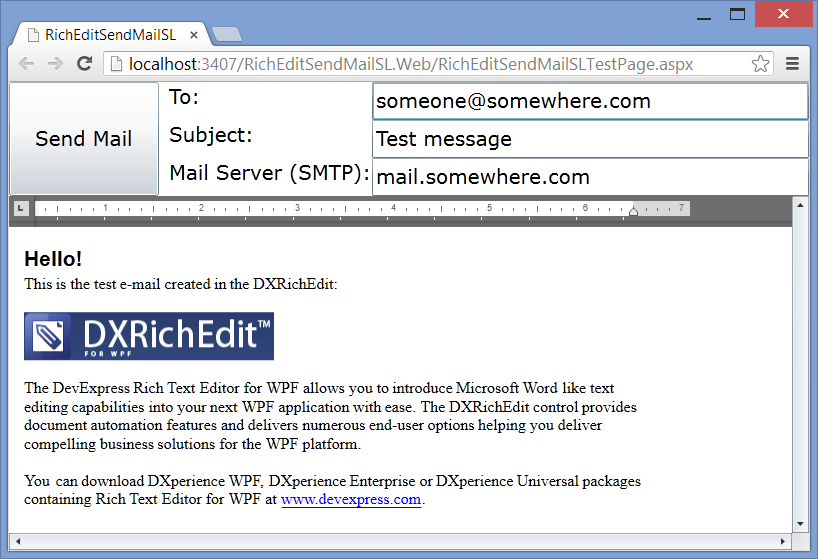 RichEditSendMailSL
localhost:3407/RichEditSendMailSL.Web/RichEditSendMailSLTestPage.aspx
Send Mail
To:
someone@somewhere.com
Subject:
Test message
Mail Server (SMTP):
mail.somewhere.com
L 1 2 3 4 5 6 7
Hello!
This is the test e-mail created in the DXRichEdit:
DXRichEdit™
FOR WPF
The DevExpress Rich Text Editor for WPF allows you to introduce Microsoft Word like text
editing capabilities into your next WPF application with ease. The DXRichEdit control provides
document automation features and delivers numerous end-user options helping you deliver
compelling business solutions for the WPF platform.
You can download DXperience WPF, DXperience Enterprise or DXperience Universal packages
containing Rich Text Editor for WPF at www.devexpress.com.